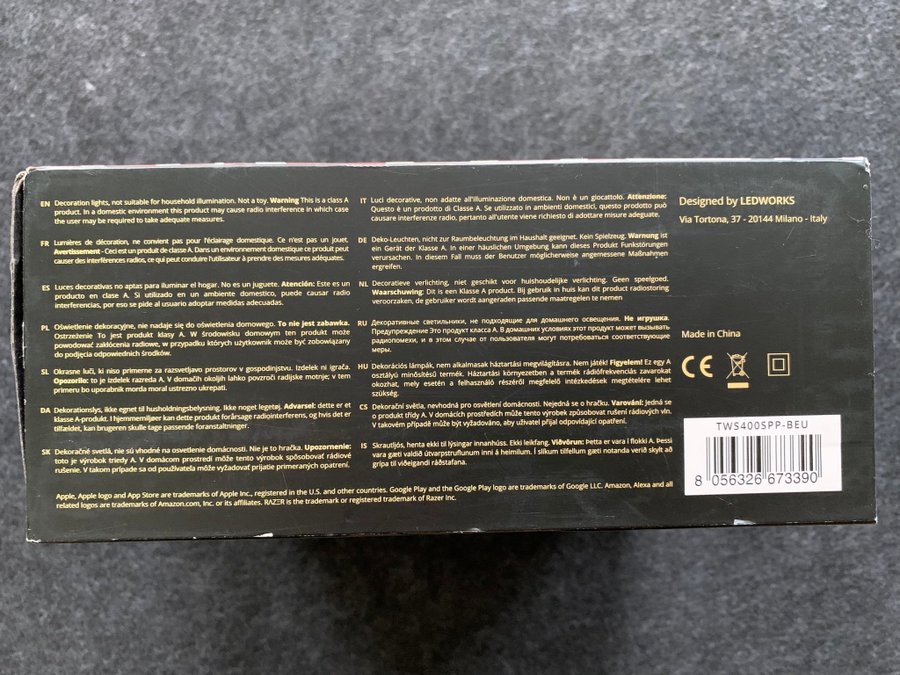 EN Decoration lights, not suitable for household illumination. Not a toy. Warning This is a class A
product. In a domestic environment this product may cause radio interference in which case
the user may be required to take adequate measures.
FR Lumières de décoration, ne convient pas pour l'éclairage domestique. Ce n'est pas un jouet.
Avertissement - Ceci est un produit de classe A. Dans un environnement domestique ce produit peut
causer des interférences radios, ce qui peut conduire l'utilisateur à prendre des mesures adéquates.
ES Luces decorativas no aptas para iluminar el hogar. No es un juguete. Atención: Este es un
producto en clase A. Si utilizado en un ambiente domestico, puede causar radio
interferencias, por eso se pide al usuario adoptar medidas adecuadas.
PL Oświetlenie dekoracyjne, nie nadaje się do oświetlenia domowego. To nie jest zabawka.
Ostrzeżenie To jest produkt klasy A. W środowisku domowym ten produkt może
powodować zakłócenia radiowe, w przypadku których użytkownik może być zobowiązany
do podjęcia odpowiednich środków.
SL Okrasne luči, ki niso primerne za razsvetljavo prostorov v gospodinjstvu. Izdelek ni igrača.
Opozorilo: to je izdelek razreda A. V domačih okoljih lahko povzroči radijske motnje; v tem
primeru bo uporabnik morda moral ustrezno ukrepati.
DA Dekorationslys, ikke egnet til husholdningsbelysning. Ikke noget legetøj. Advarsel: dette er et
klasse A-produkt. I hjemmemiljøer kan dette produkt forårsage radiointerferens, og hvis det er
tilfældet, kan brugeren skulle tage passende foranstaltninger.
SK Dekoračné svetlá, nie sú vhodné na osvetlenie domácnosti. Nie je to hračka. Upozornenie:
toto je výrobok triedy A. V domácom prostredí môže tento výrobok spôsobovať rádiové
rušenie. V takom prípade sa od používateľa môže vyžadovať prijatie primeraných opatrení.
IT Luci decorative, non adatte all'illuminazione domestica. Non è un giocattolo. Attenzione:
Questo è un prodotto di Classe A. Se utilizzato in ambienti domestici, questo prodotto può
causare interferenze radio, pertanto all'utente viene richiesto di adottare misure adeguate.
DE Deko-Leuchten, nicht zur Raumbeleuchtung im Haushalt geeignet. Kein Spielzeug. Warnung ist
ein Gerät der Klasse A. In einer häuslichen Umgebung kann dieses Produkt Funkstörungen
verursachen. In diesem Fall muss der Benutzer möglicherweise angemessene Maßnahmen
ergreifen.
NL Decoratieve verlichting, niet geschikt voor huishoudelijke verlichting. Geen speelgoed.
Waarschuwing: Dit is een Klasse A product. Bij gebruik in huis kan dit product radiostoring
veroorzaken, de gebruiker wordt aangeraden passende maatregelen te nemen
RU Декоративные светильники, не подходящие для домашнего освещения. Не игрушка.
Предупреждение Это продукт класса А. В домашних условиях этот продукт может вызывать
радиопомехи, и в этом случае от пользователя могут потребоваться соответствующие
меры.
HU Dekorációs lámpák, nem alkalmasak háztartási megvilágításra. Nem játék! Figyelem! Ez egy A
osztályú minősítésű termék. Háztartási környezetben a termék rádiófrekvenciás zavarokat
okozhat, mely esetén a felhasználó részéről megfelelő intézkedések megtétele lehet
szükség.
CS Dekorační světla, nevhodná pro osvětlení domácnosti. Nejedná se o hračku. Varování: jedná se
o produkt třídy A. V domácích prostředích může tento výrobek způsobovat rušení rádiových vln.
V takovém případě může být vyžadováno, aby uživatel přijal odpovídající opatření.
IS Skrautljós, henta ekki til lýsingar innanhúss. Ekki leikfang. Viðvörun: Þetta er vara í flokki A. Þessi
vara gæti valdið útvarpstruflunum inni á heimilum. Í slíkum tilfellum gæti notanda verið skylt að
grípa til viðeigandi ráðstafana.
Apple, Apple logo and App Store are trademarks of Apple Inc., registered in the U.S. and other countries. Google Play and the Google Play logo are trademarks of Google LLC. Amazon, Alexa and all
related logos are trademarks of Amazon.com, Inc. or its affiliates. RAZER is the trademark or registered trademark of Razer Inc.
Designed by LEDWORKS
Via Tortona, 37 - 20144 Milano - Italy
Made in China
CE
TWS400SPP-BEU
8 056326 673390